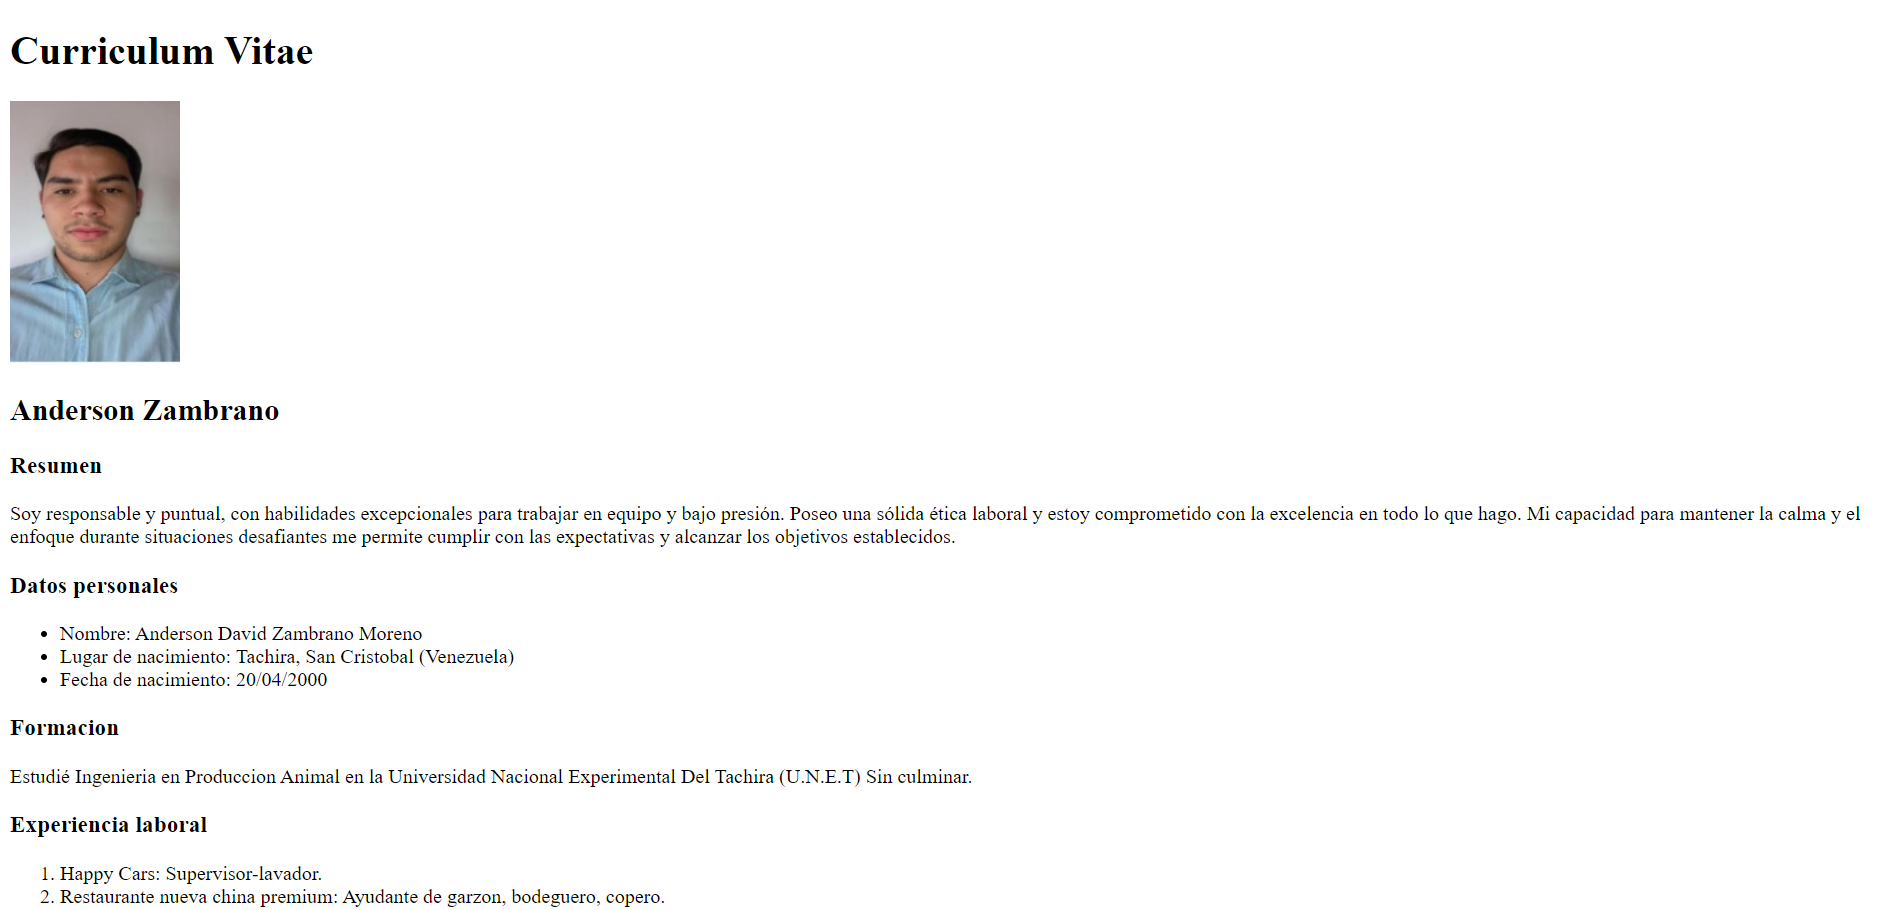 Curriculum Vitae
Anderson Zambrano
Resumen
Soy responsable y puntual, con habilidades excepcionales para trabajar en equipo y bajo presión. Poseo una sólida ética laboral y estoy comprometido con la excelencia en todo lo que hago. Mi capacidad para mantener la calma y el
enfoque durante situaciones desafiantes me permite cumplir con las expectativas y alcanzar los objetivos establecidos.
Datos personales
• Nombre: Anderson David Zambrano Moreno
• Lugar de nacimiento: Tachira, San Cristobal (Venezuela)
• Fecha de nacimiento: 20/04/2000
Formacion
Estudié Ingenieria en Produccion Animal en la Universidad Nacional Experimental Del Tachira (U.N.E.T) Sin culminar.
Experiencia laboral
1. Happy Cars: Supervisor-lavador.
2. Restaurante nueva china premium: Ayudante de garzon, bodeguero, copero.